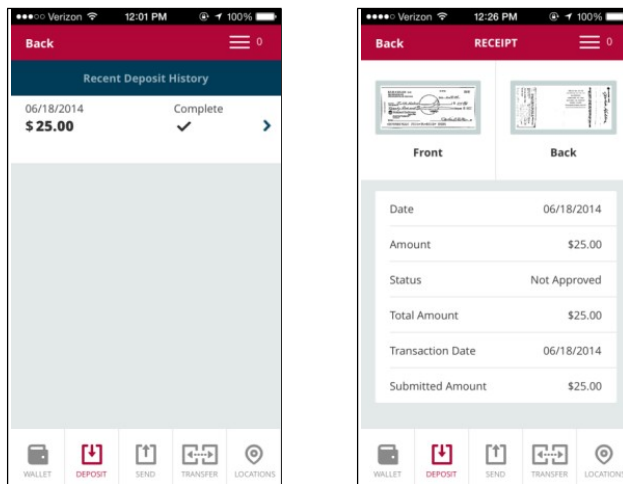 Verizon 12:01 PM 100%
Back 0
Recent Deposit History
06/18/2014 Complete
$25.00
WALLET DEPOSIT SEND TRANSFER LOCATIONS
Verizon 12:26 PM 100%
Back RECEIPT 0
Front Back
Date 06/18/2014
Amount $25.00
Status Not Approved
Total Amount $25.00
Transaction Date 06/18/2014
Submitted Amount $25.00
WALLET DEPOSIT SEND TRANSFER LOCATIONS